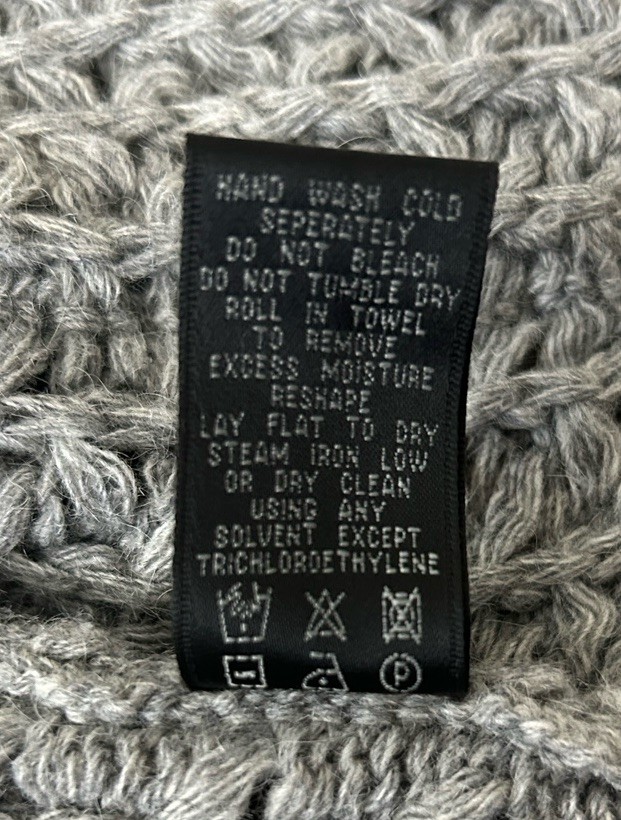 HAND WASH COLD
SEPERATELY
DO NOT BLEACH
DO NOT TUMBLE DRY
ROLL IN TOWEL
TO REMOVE
EXCESS MOISTURE
RESHAPE
LAY FLAT TO DRY
STEAM IRON LOW
OR DRY CLEAN
USING ANY
SOLVENT EXCEPT
TRICHLOROETHYLENE
P